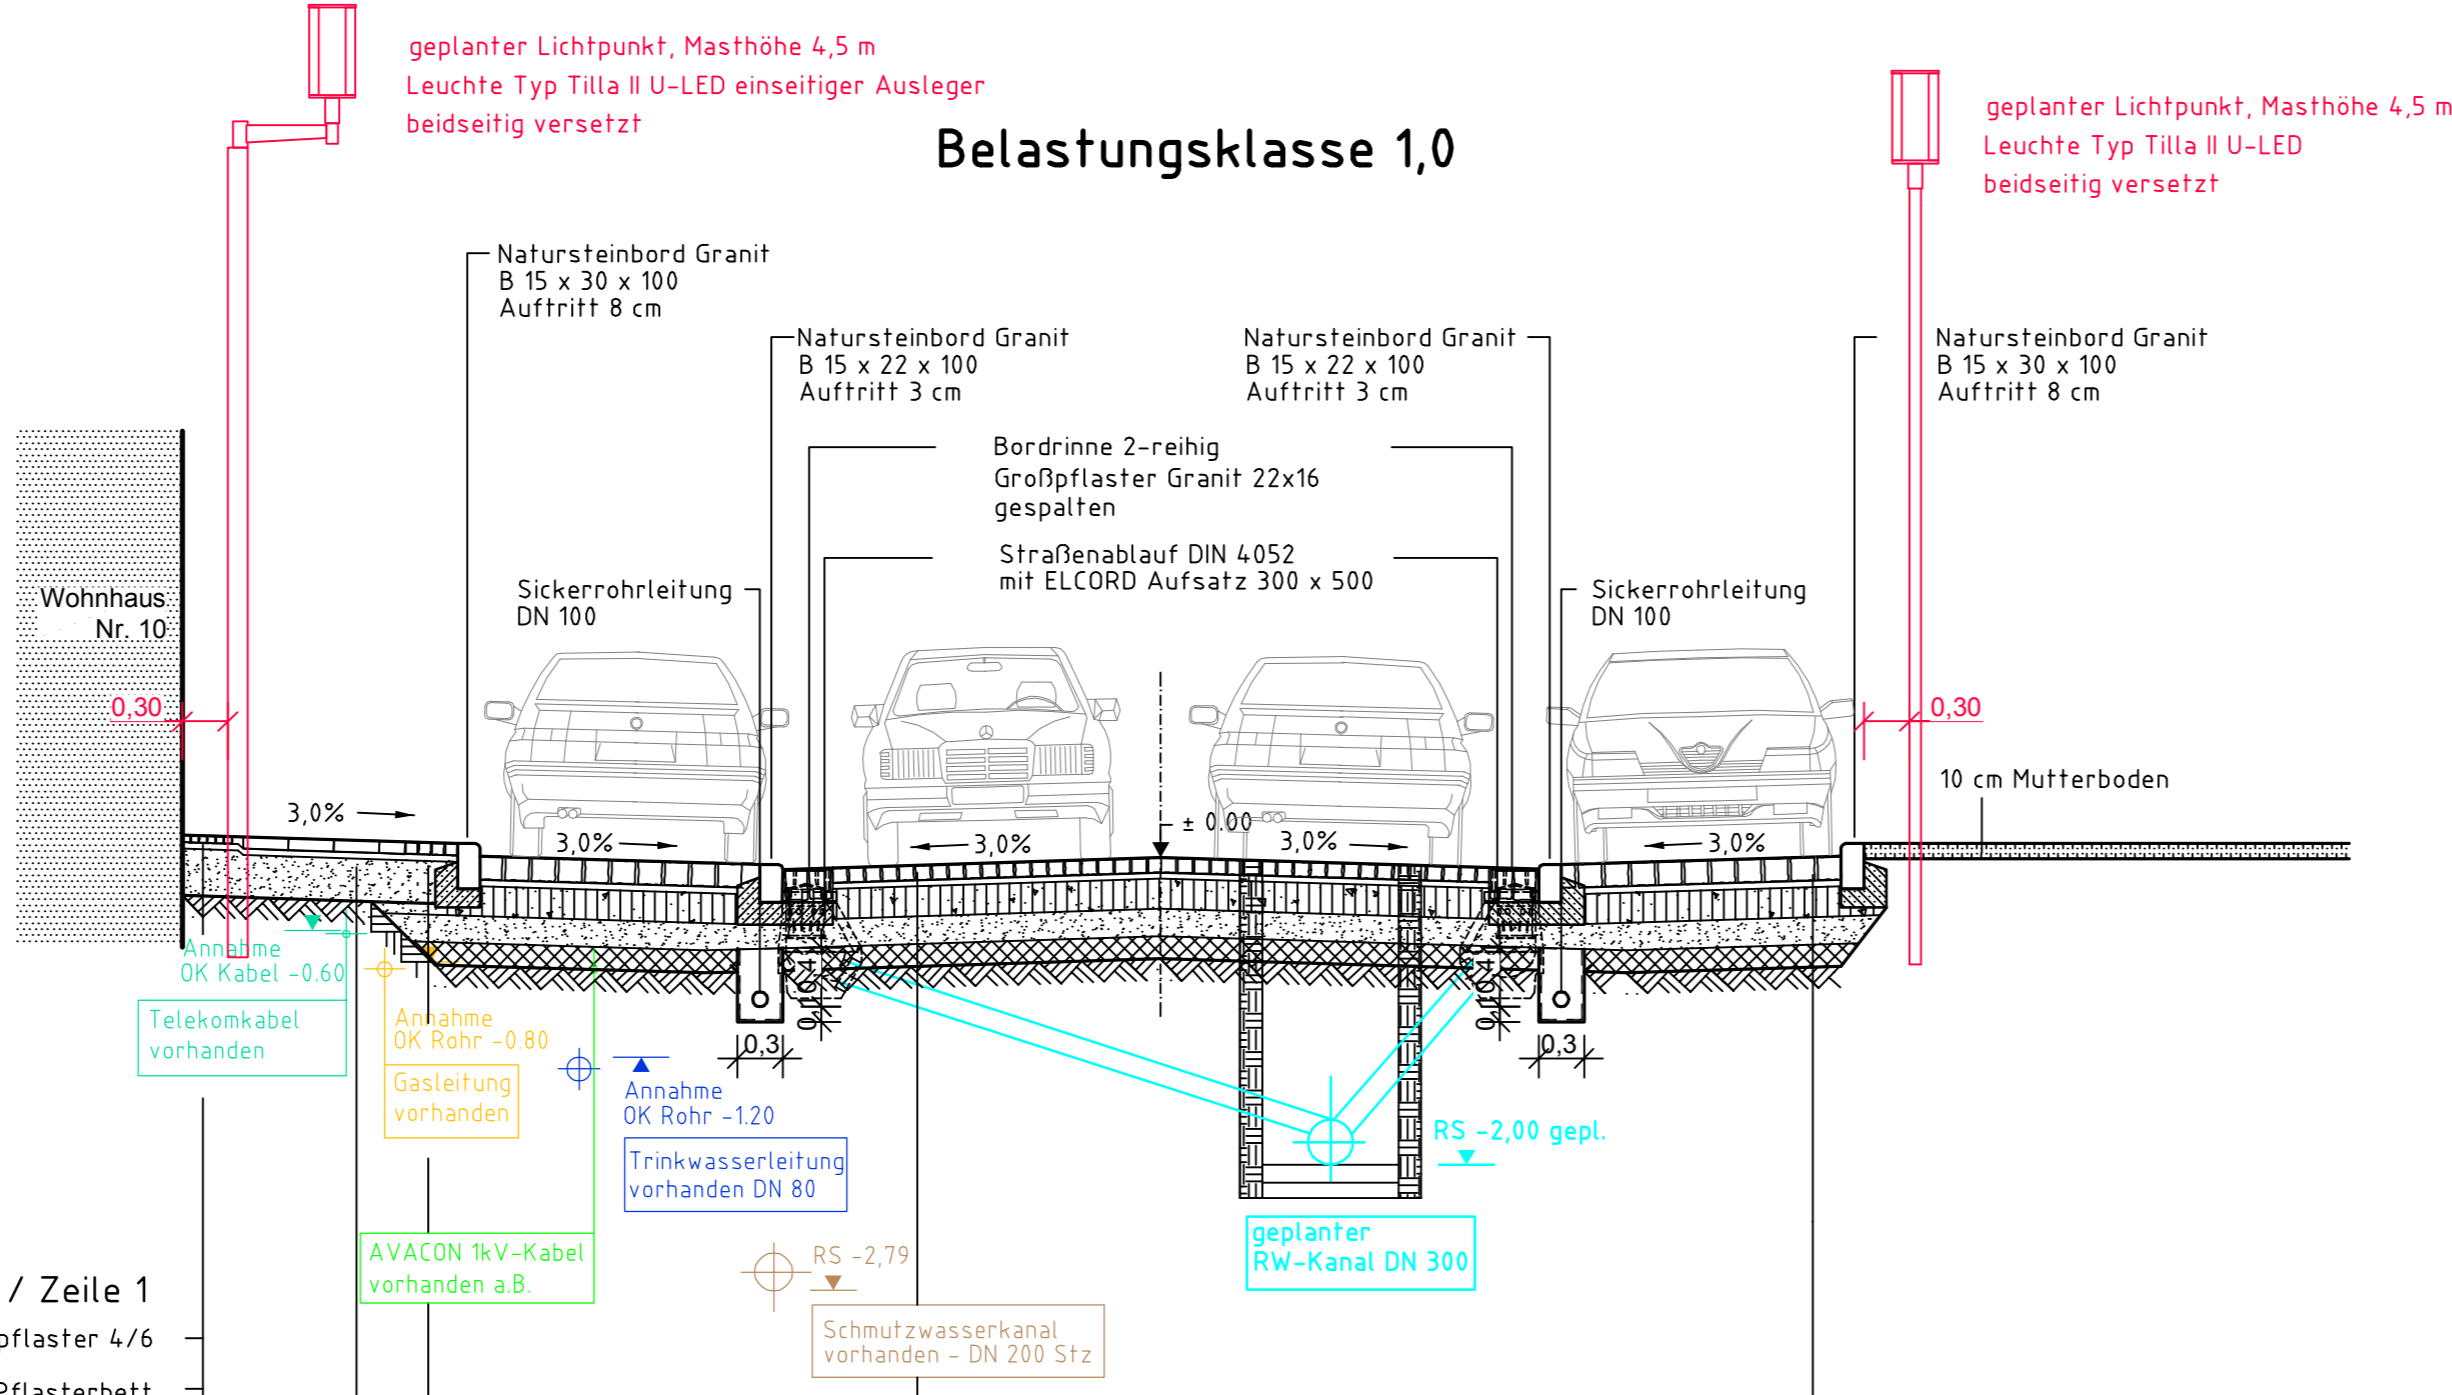 geplanter Lichtpunkt, Masthöhe 4,5 m
Leuchte Typ Tilla II U-LED einseitiger Ausleger
beidseitig versetzt
geplanter Lichtpunkt, Masthöhe 4,5 m
Leuchte Typ Tilla II U-LED
beidseitig versetzt
Belastungsklasse 1,0
Natursteinbord Granit
B 15 x 30 x 100
Auftritt 8 cm
Natursteinbord Granit
B 15 x 22 x 100
Auftritt 3 cm
Natursteinbord Granit
B 15 x 22 x 100
Auftritt 3 cm
Natursteinbord Granit
B 15 x 30 x 100
Auftritt 8 cm
Bordrinne 2-reihig
Großpflaster Granit 22x16
gespalten
Straßenablauf DIN 4052
mit ELCORD Aufsatz 300 x 500
Sickerrohrleitung
DN 100
Sickerrohrleitung
DN 100
Wohnhaus
Nr. 10
0,30
0,30
10 cm Mutterboden
3,0%
3,0%
3,0%
± 0.00
3,0%
3,0%
Annahme
OK Kabel -0.60
Telekomkabel
vorhanden
Annahme
OK Rohr -0.80
Gasleitung
vorhanden
0,3
0,3
Annahme
OK Rohr -1.20
Trinkwasserleitung
vorhanden DN 80
RS -2,00 gepl.
geplanter
RW-Kanal DN 300
AVACON 1kV-Kabel
vorhanden a.B.
RS -2,79
Schmutzwasserkanal
vorhanden - DN 200 Stz
/ Zeile 1
pflaster 4/6
Pflasterbett